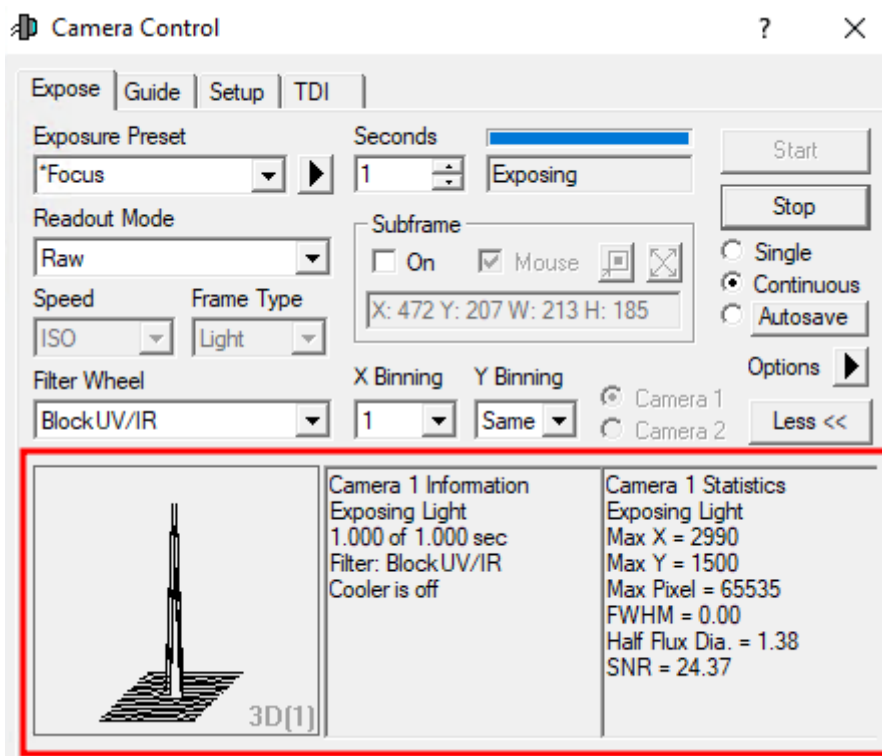 Camera Control
?
Expose Guide Setup TDI
Exposure Preset
*Focus
Seconds
1
Exposing
Start
Stop
Readout Mode
Raw
Subframe
On Mouse
X: 472 Y: 207 W: 213 H: 185
Single
Continuous
Autosave
Speed Frame Type
ISO Light
Filter Wheel
BlockUV/IR
X Binning Y Binning
1 Same
Camera 1
Camera 2
Options
Less <<
3D(1)
Camera 1 Information
Exposing Light
1.000 of 1.000 sec
Filter: BlockUV/IR
Cooler is off
Camera 1 Statistics
Exposing Light
Max X = 2990
Max Y = 1500
Max Pixel = 65535
FWHM = 0.00
Half Flux Dia. = 1.38
SNR = 24.37